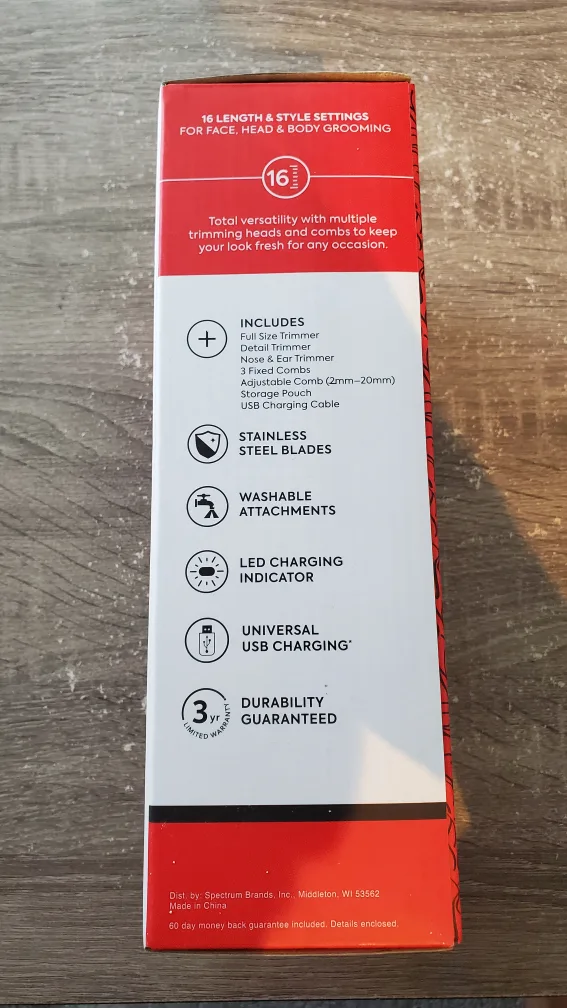 16 LENGTH & STYLE SETTINGS
FOR FACE, HEAD & BODY GROOMING
16
Total versatility with multiple
trimming heads and combs to keep
your look fresh for any occasion.
INCLUDES
Full Size Trimmer
Detail Trimmer
Nose & Ear Trimmer
3 Fixed Combs
Adjustable Comb (2mm–20mm)
Storage Pouch
USB Charging Cable
STAINLESS
STEEL BLADES
WASHABLE
ATTACHMENTS
LED CHARGING
INDICATOR
UNIVERSAL
USB CHARGING*
3 yr
LIMITED WARRANTY
DURABILITY
GUARANTEED
Dist. by: Spectrum Brands, Inc., Middleton, WI 53562
Made in China
60 day money back guarantee included. Details enclosed.